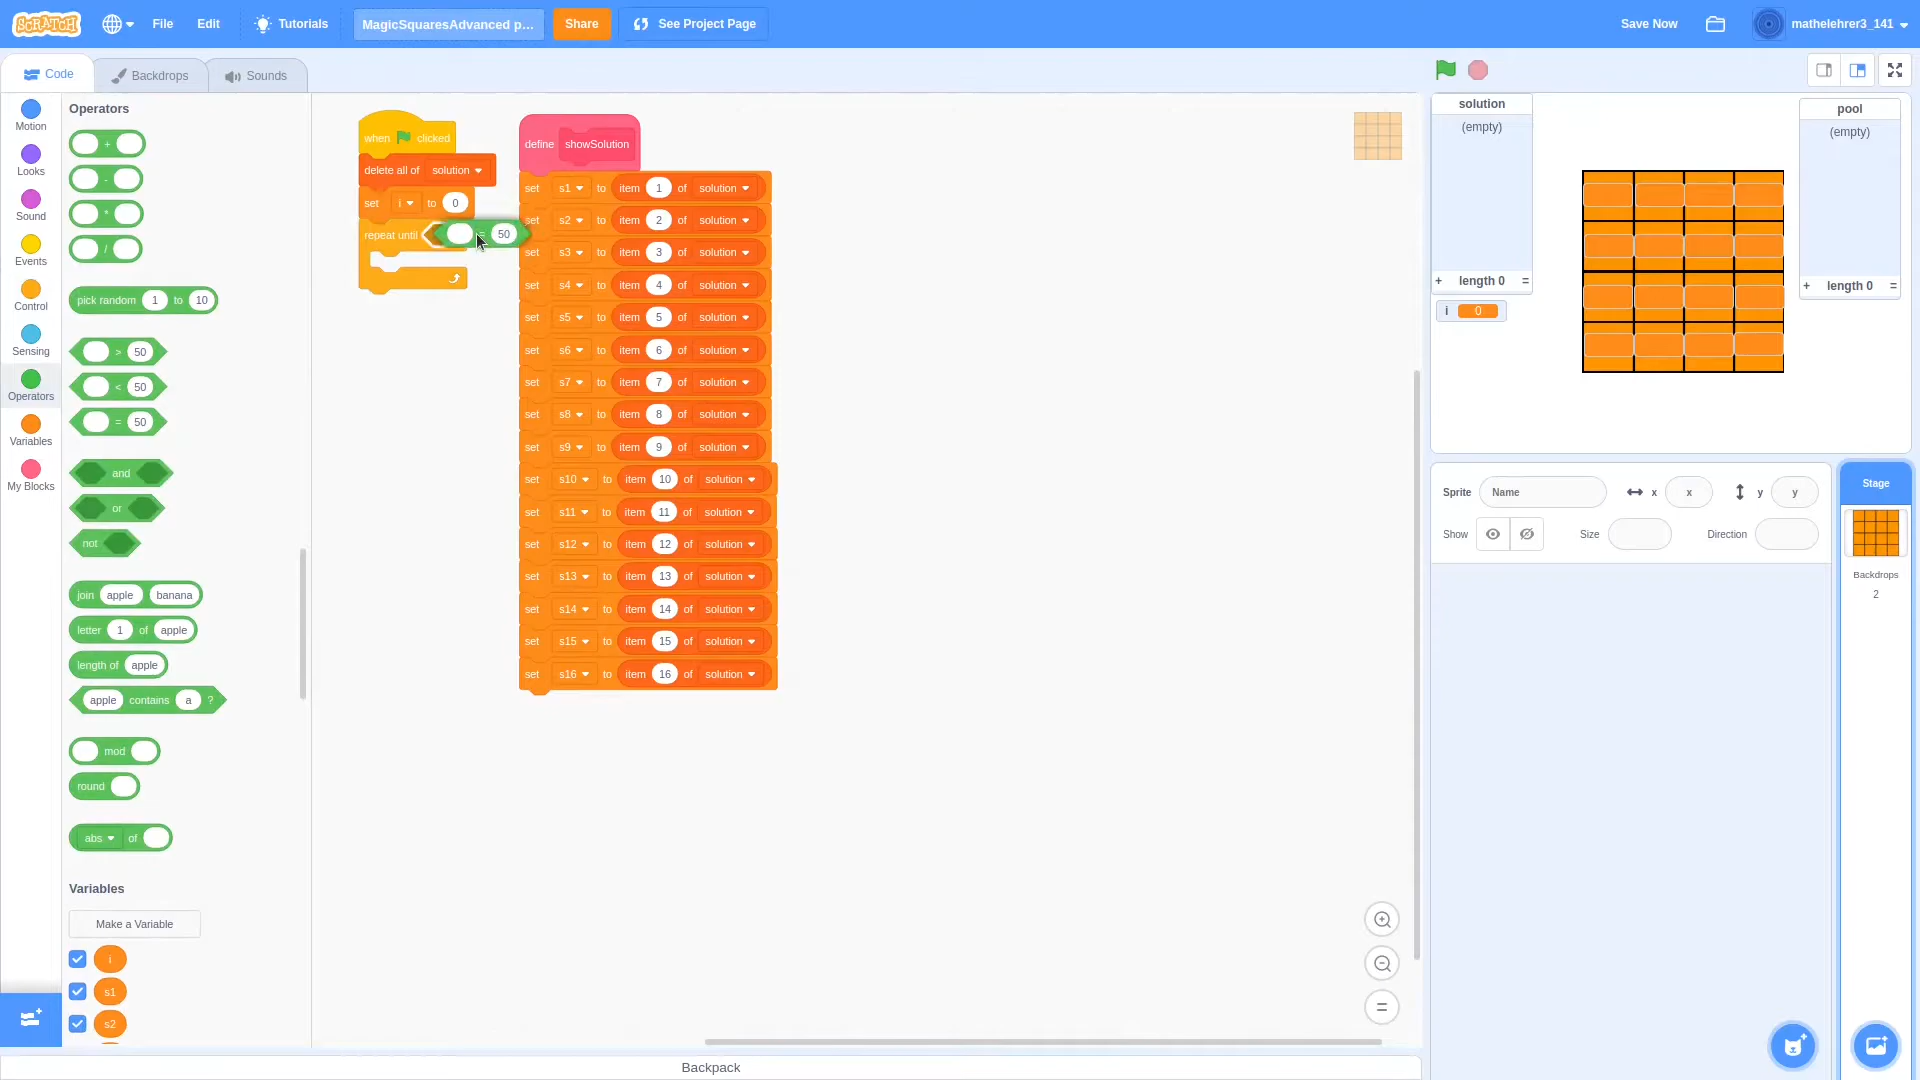 SCRATCH
File
Edit
Tutorials
MagicSquaresAdvanced p...
Share
See Project Page
Save Now
mathelehrer3_141
Code
Backdrops
Sounds
Motion
Looks
Sound
Events
Control
Sensing
Operators
Variables
My Blocks
Operators
+
-
*
/
pick random 1 to 10
> 50
< 50
= 50
and
or
not
join apple banana
letter 1 of apple
length of apple
apple contains a ?
mod
round
abs of
Variables
Make a Variable
i
s1
s2
when clicked
delete all of solution
set i to 0
repeat until = 50
define showSolution
set s1 to item 1 of solution
set s2 to item 2 of solution
set s3 to item 3 of solution
set s4 to item 4 of solution
set s5 to item 5 of solution
set s6 to item 6 of solution
set s7 to item 7 of solution
set s8 to item 8 of solution
set s9 to item 9 of solution
set s10 to item 10 of solution
set s11 to item 11 of solution
set s12 to item 12 of solution
set s13 to item 13 of solution
set s14 to item 14 of solution
set s15 to item 15 of solution
set s16 to item 16 of solution
solution
(empty)
+ length 0 =
i 0
pool
(empty)
+ length 0 =
Sprite Name x x y y
Show Size Direction
Stage
Backdrops
2
Backpack